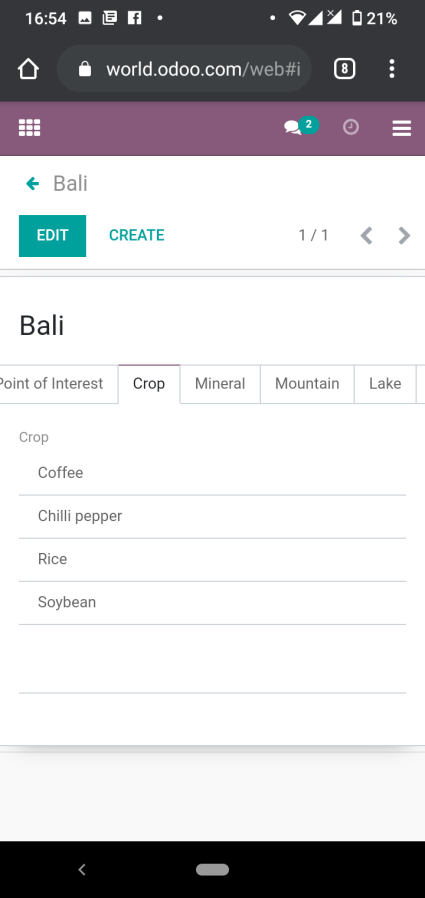 16:54
21%
world.odoo.com/web#i
8
2
Bali
EDIT CREATE 1 / 1
Bali
Point of Interest Crop Mineral Mountain Lake
Crop
Coffee
Chilli pepper
Rice
Soybean